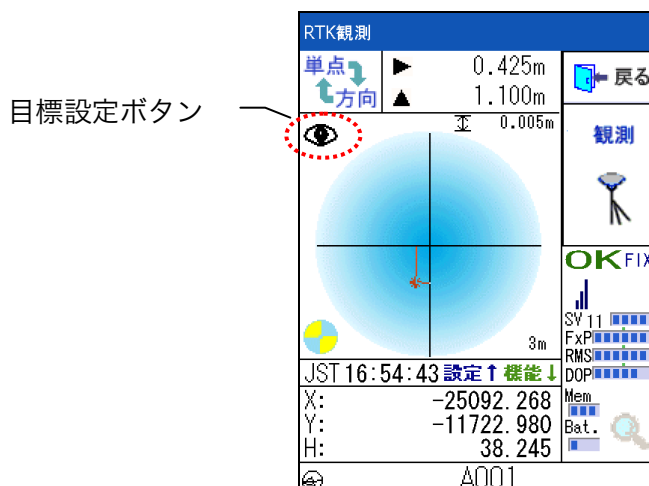 RTK観測
目標設定ボタン
単点
方向
▶ 0.425m
▲ 1.100m
戻る
0.005m
観測
3m
OK FIX
SV 11
FxP
RMS
DOP
JST 16:54:43 設定↑ 機能↓
X: -25092.268
Y: -11722.980
H: 38.245
Mem
Bat.
A001